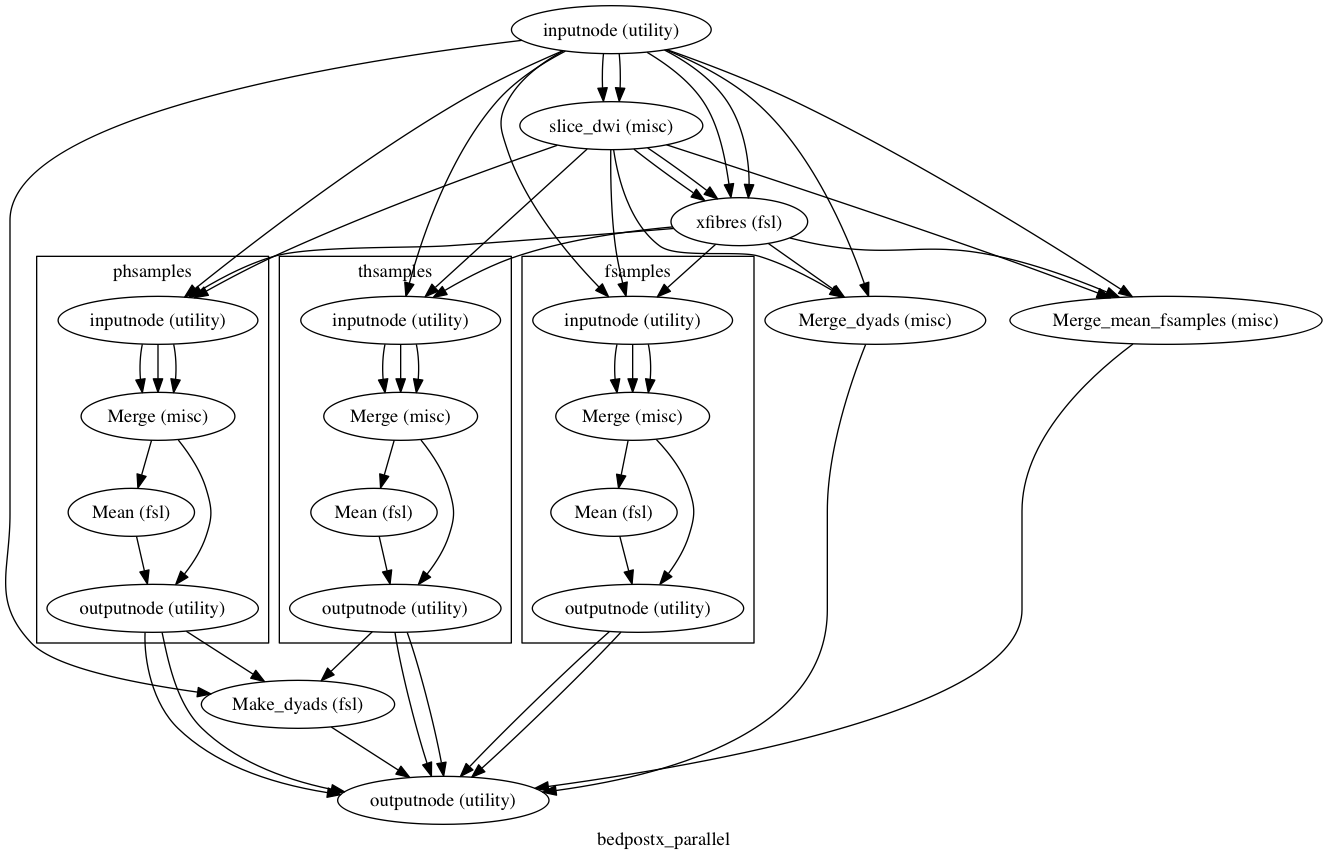 inputnode (utility)
slice_dwi (misc)
xfibres (fsl)
phsamples
thsamples
fsamples
inputnode (utility)
inputnode (utility)
inputnode (utility)
Merge_dyads (misc)
Merge_mean_fsamples (misc)
Merge (misc)
Merge (misc)
Merge (misc)
Mean (fsl)
Mean (fsl)
Mean (fsl)
outputnode (utility)
outputnode (utility)
outputnode (utility)
Make_dyads (fsl)
outputnode (utility)
bedpostx_parallel